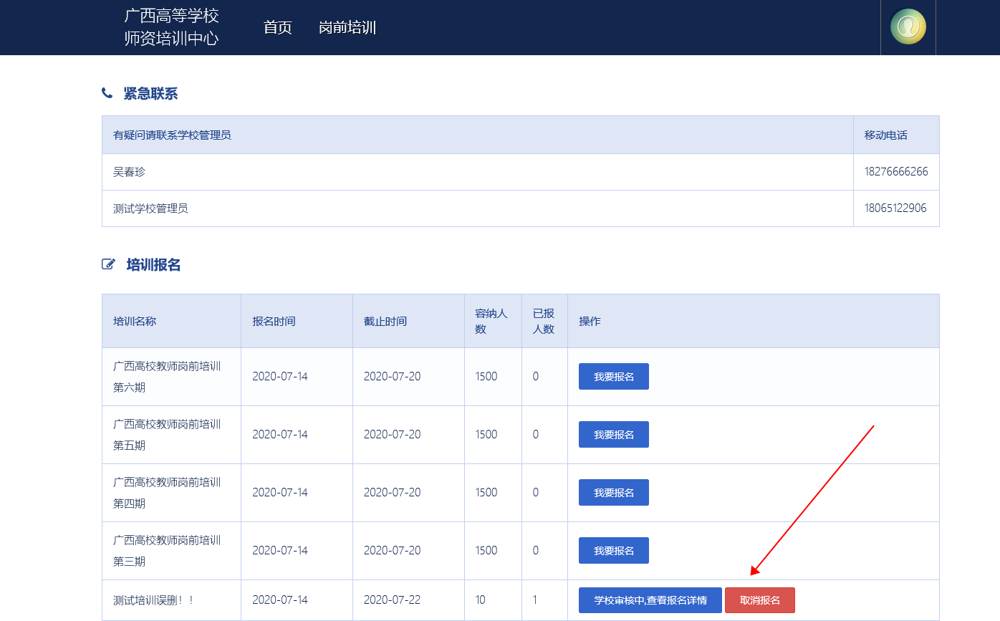 广西高等学校
师资培训中心
首页 岗前培训
紧急联系
有疑问请联系学校管理员 移动电话
吴春珍 18276666266
测试学校管理员 18065122906
培训报名
培训名称 报名时间 截止时间 容纳人数 已报人数 操作
广西高校教师岗前培训
第六期 2020-07-14 2020-07-20 1500 0 我要报名
广西高校教师岗前培训
第五期 2020-07-14 2020-07-20 1500 0 我要报名
广西高校教师岗前培训
第四期 2020-07-14 2020-07-20 1500 0 我要报名
广西高校教师岗前培训
第三期 2020-07-14 2020-07-20 1500 0 我要报名
测试培训误删！！ 2020-07-14 2020-07-22 10 1 学校审核中,查看报名详情 取消报名